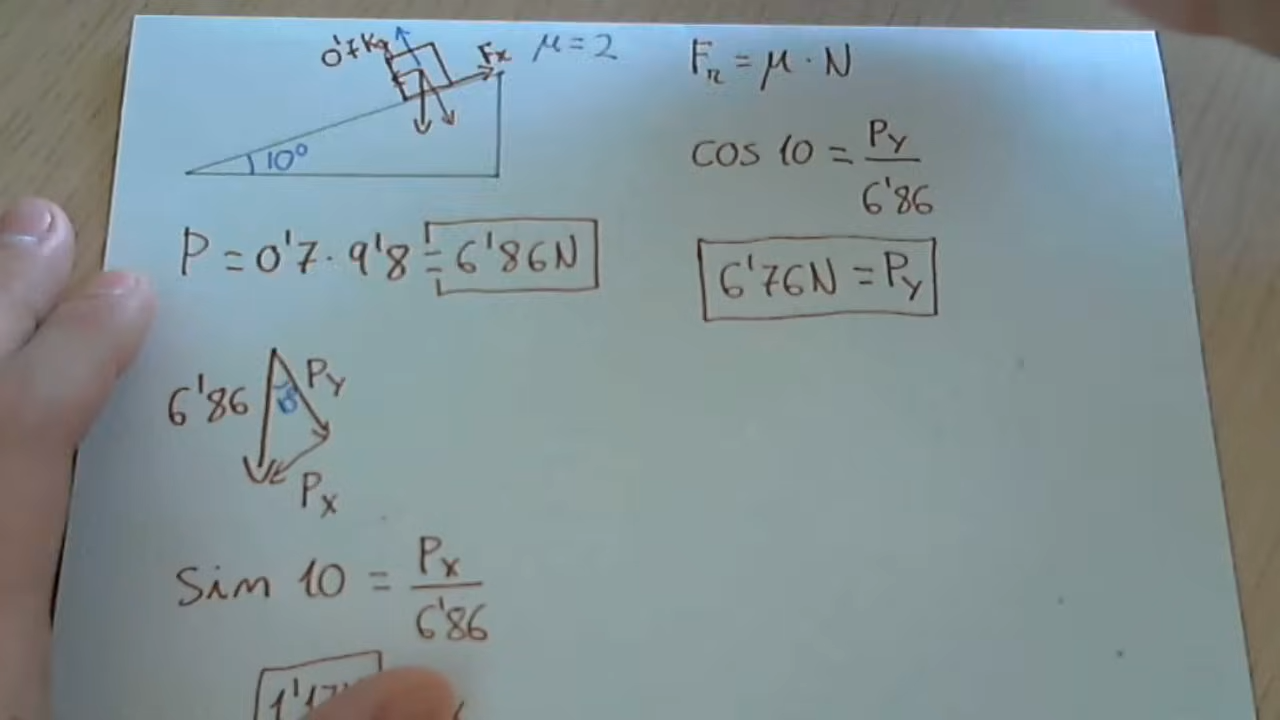 0'7Kg
Fx
μ=2
10°
P = 0'7 · 9'8 = 6'86N
6'86
Py
Px
Sin 10 = Px / 6'86
Fr = μ · N
cos 10 = Py / 6'86
6'76N = Py